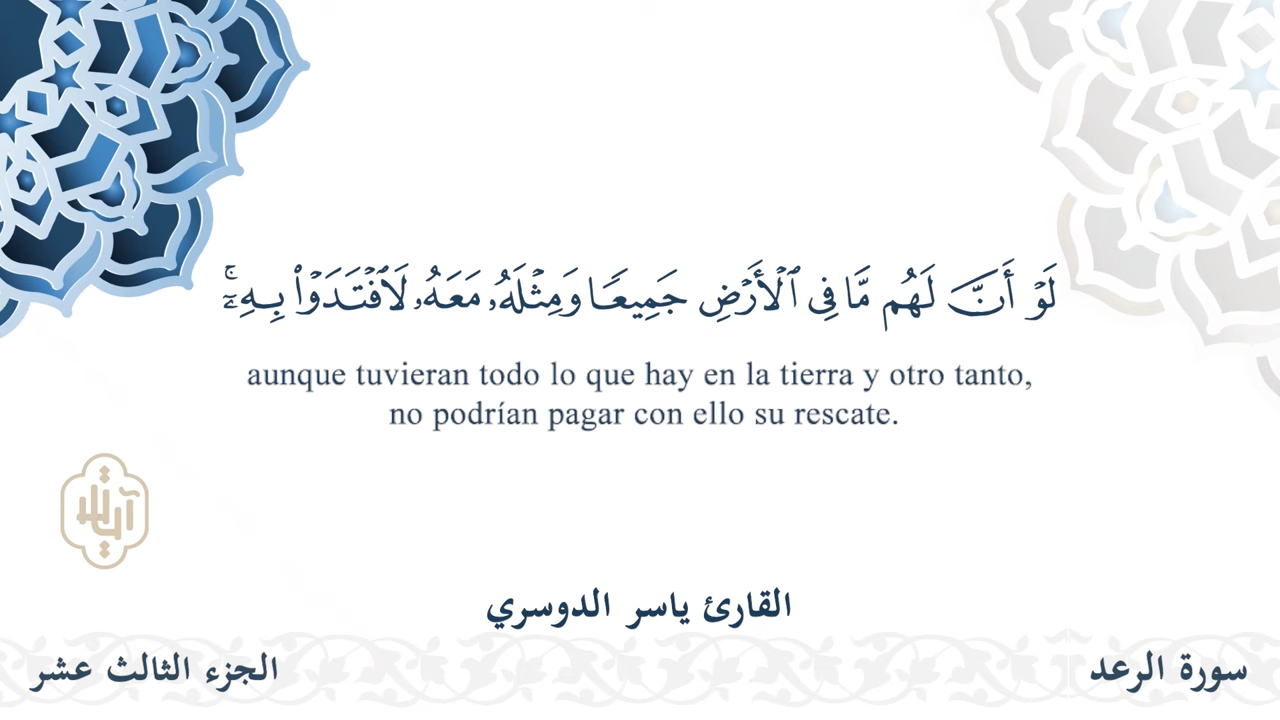 لَوْ أَنَّ لَهُم مَّا فِى ٱلْأَرْضِ جَمِيعًا وَمِثْلَهُۥ مَعَهُۥ لَٱفْتَدَوْا۟ بِهِۦٓ ۚ
aunque tuvieran todo lo que hay en la tierra y otro tanto,
no podrían pagar con ello su rescate.
آيات
القارئ ياسر الدوسري
سورة الرعد
الجزء الثالث عشر